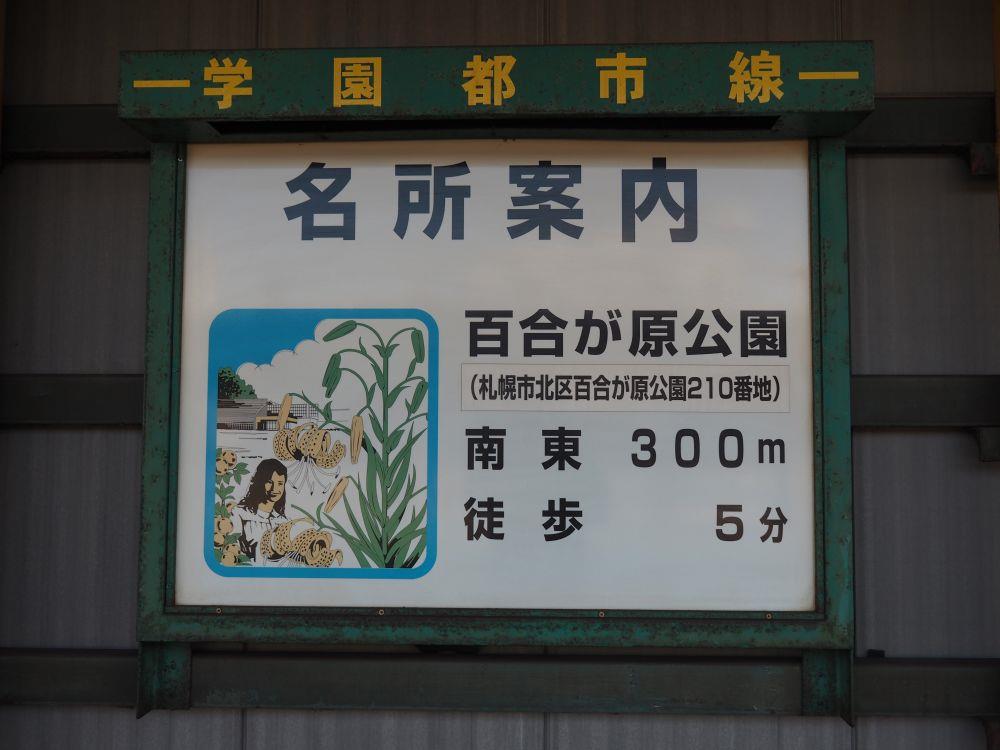 ー学園都市線ー
名所案内
百合が原公園
（札幌市北区百合が原公園210番地）
南東 300m
徒歩 5分